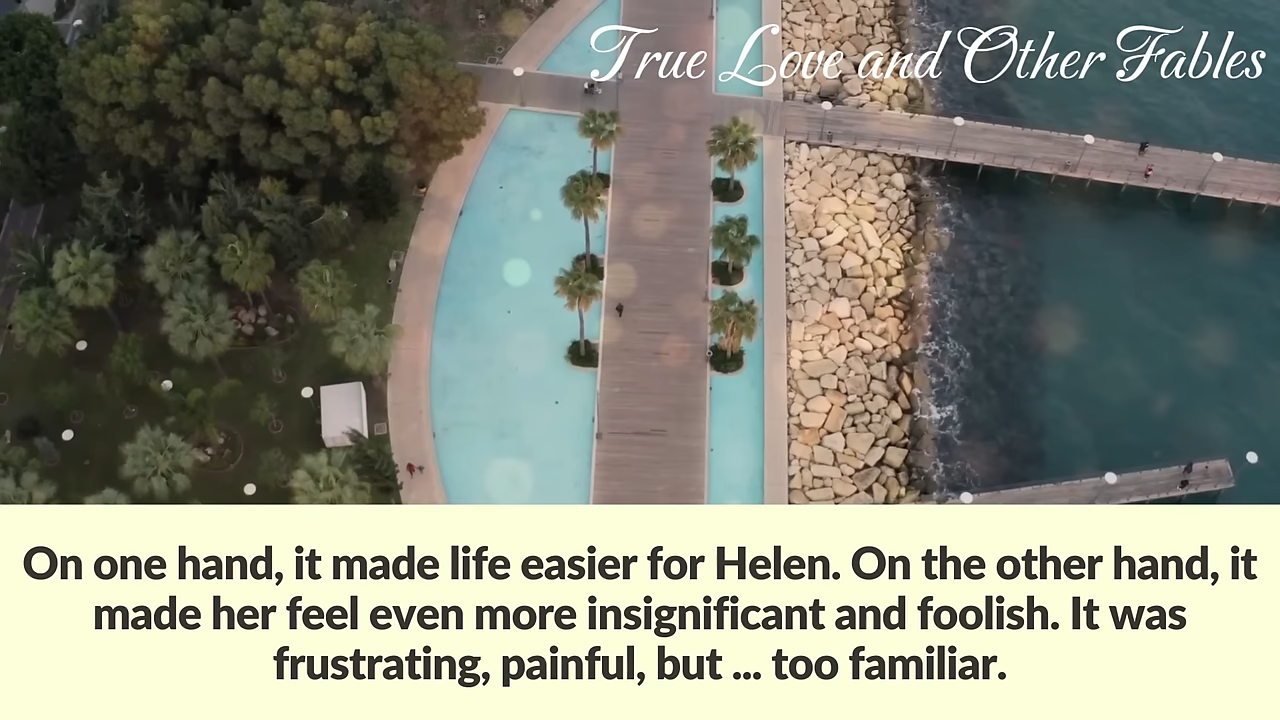 True Love and Other Fables
On one hand, it made life easier for Helen. On the other hand, it
made her feel even more insignificant and foolish. It was
frustrating, painful, but ... too familiar.